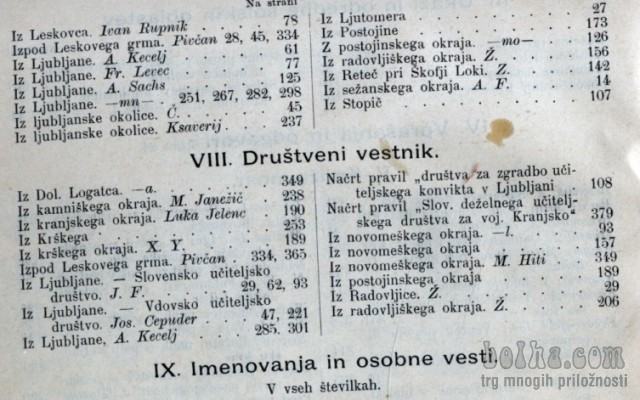 Na strani
Iz Leskovca. Ivan Rupnik . . . . 78
Izpod Leskovega grma. Pivčan 28, 45, 334
Iz Ljubljane. A. Kecelj . . . . 61
Iz Ljubljane. Fr. Levec . . . . 77
Iz Ljubljane. A. Sachs . . . . 125
Iz Ljubljane. —mn— . 251, 267, 282, 298
Iz ljubljanske okolice. Č. . . . . 45
Iz ljubljanske okolice. Ksaverij . . . 237
Iz Ljutomera . . . . 27
Iz Postojine . . . . 173
Z postojinskega okraja. —mo— . . . 126
Iz radovljiškega okraja. Ž. . . . 156
Iz Reteč pri Škofji Loki. Z. . . . 142
Iz sežanskega okraja. A. F. . . . 14
Iz Stopič . . . . 107
VIII. Društveni vestnik.
Iz Dol. Logatca. —a. . . . . 349
Iz kamniškega okraja. M. Janežič . . 238
Iz kranjskega okraja. Luka Jelenc . . 190
Iz Krškega . . . . 253
Iz krškega okraja. X. Y. . . . 189
Izpod Leskovega grma. Pivčan . 334, 365
Iz Ljubljane. — Slovensko učiteljsko
društvo. J. F. . . . 29, 62, 93
Iz Ljubljane. — Vdovsko učiteljsko
društvo. Jos. Cepuder . . . 47, 221
Iz Ljubljane, A. Kecelj . . . 285, 301
Načrt pravil „društva za zgradbo uči-
teljskega konvikta v Ljubljani 108
Načrt pravil „Slov. deželnega učitelj-
skega društva za voj. Kranjsko“ 379
Iz novomeškega okraja. —l. . . . 93
Iz novomeškega okraja . . . 157
Iz novomeškega okraja. M. Hiti . . 349
Iz postojinskega okraja . . . 189
Iz Radovljice. Ž. . . . 29
Iz radovljiškega okraja. Ž. . . . 206
IX. Imenovanja in osobne vesti.
V vseh številkah.
bolha.com
trg mnogih priložnosti